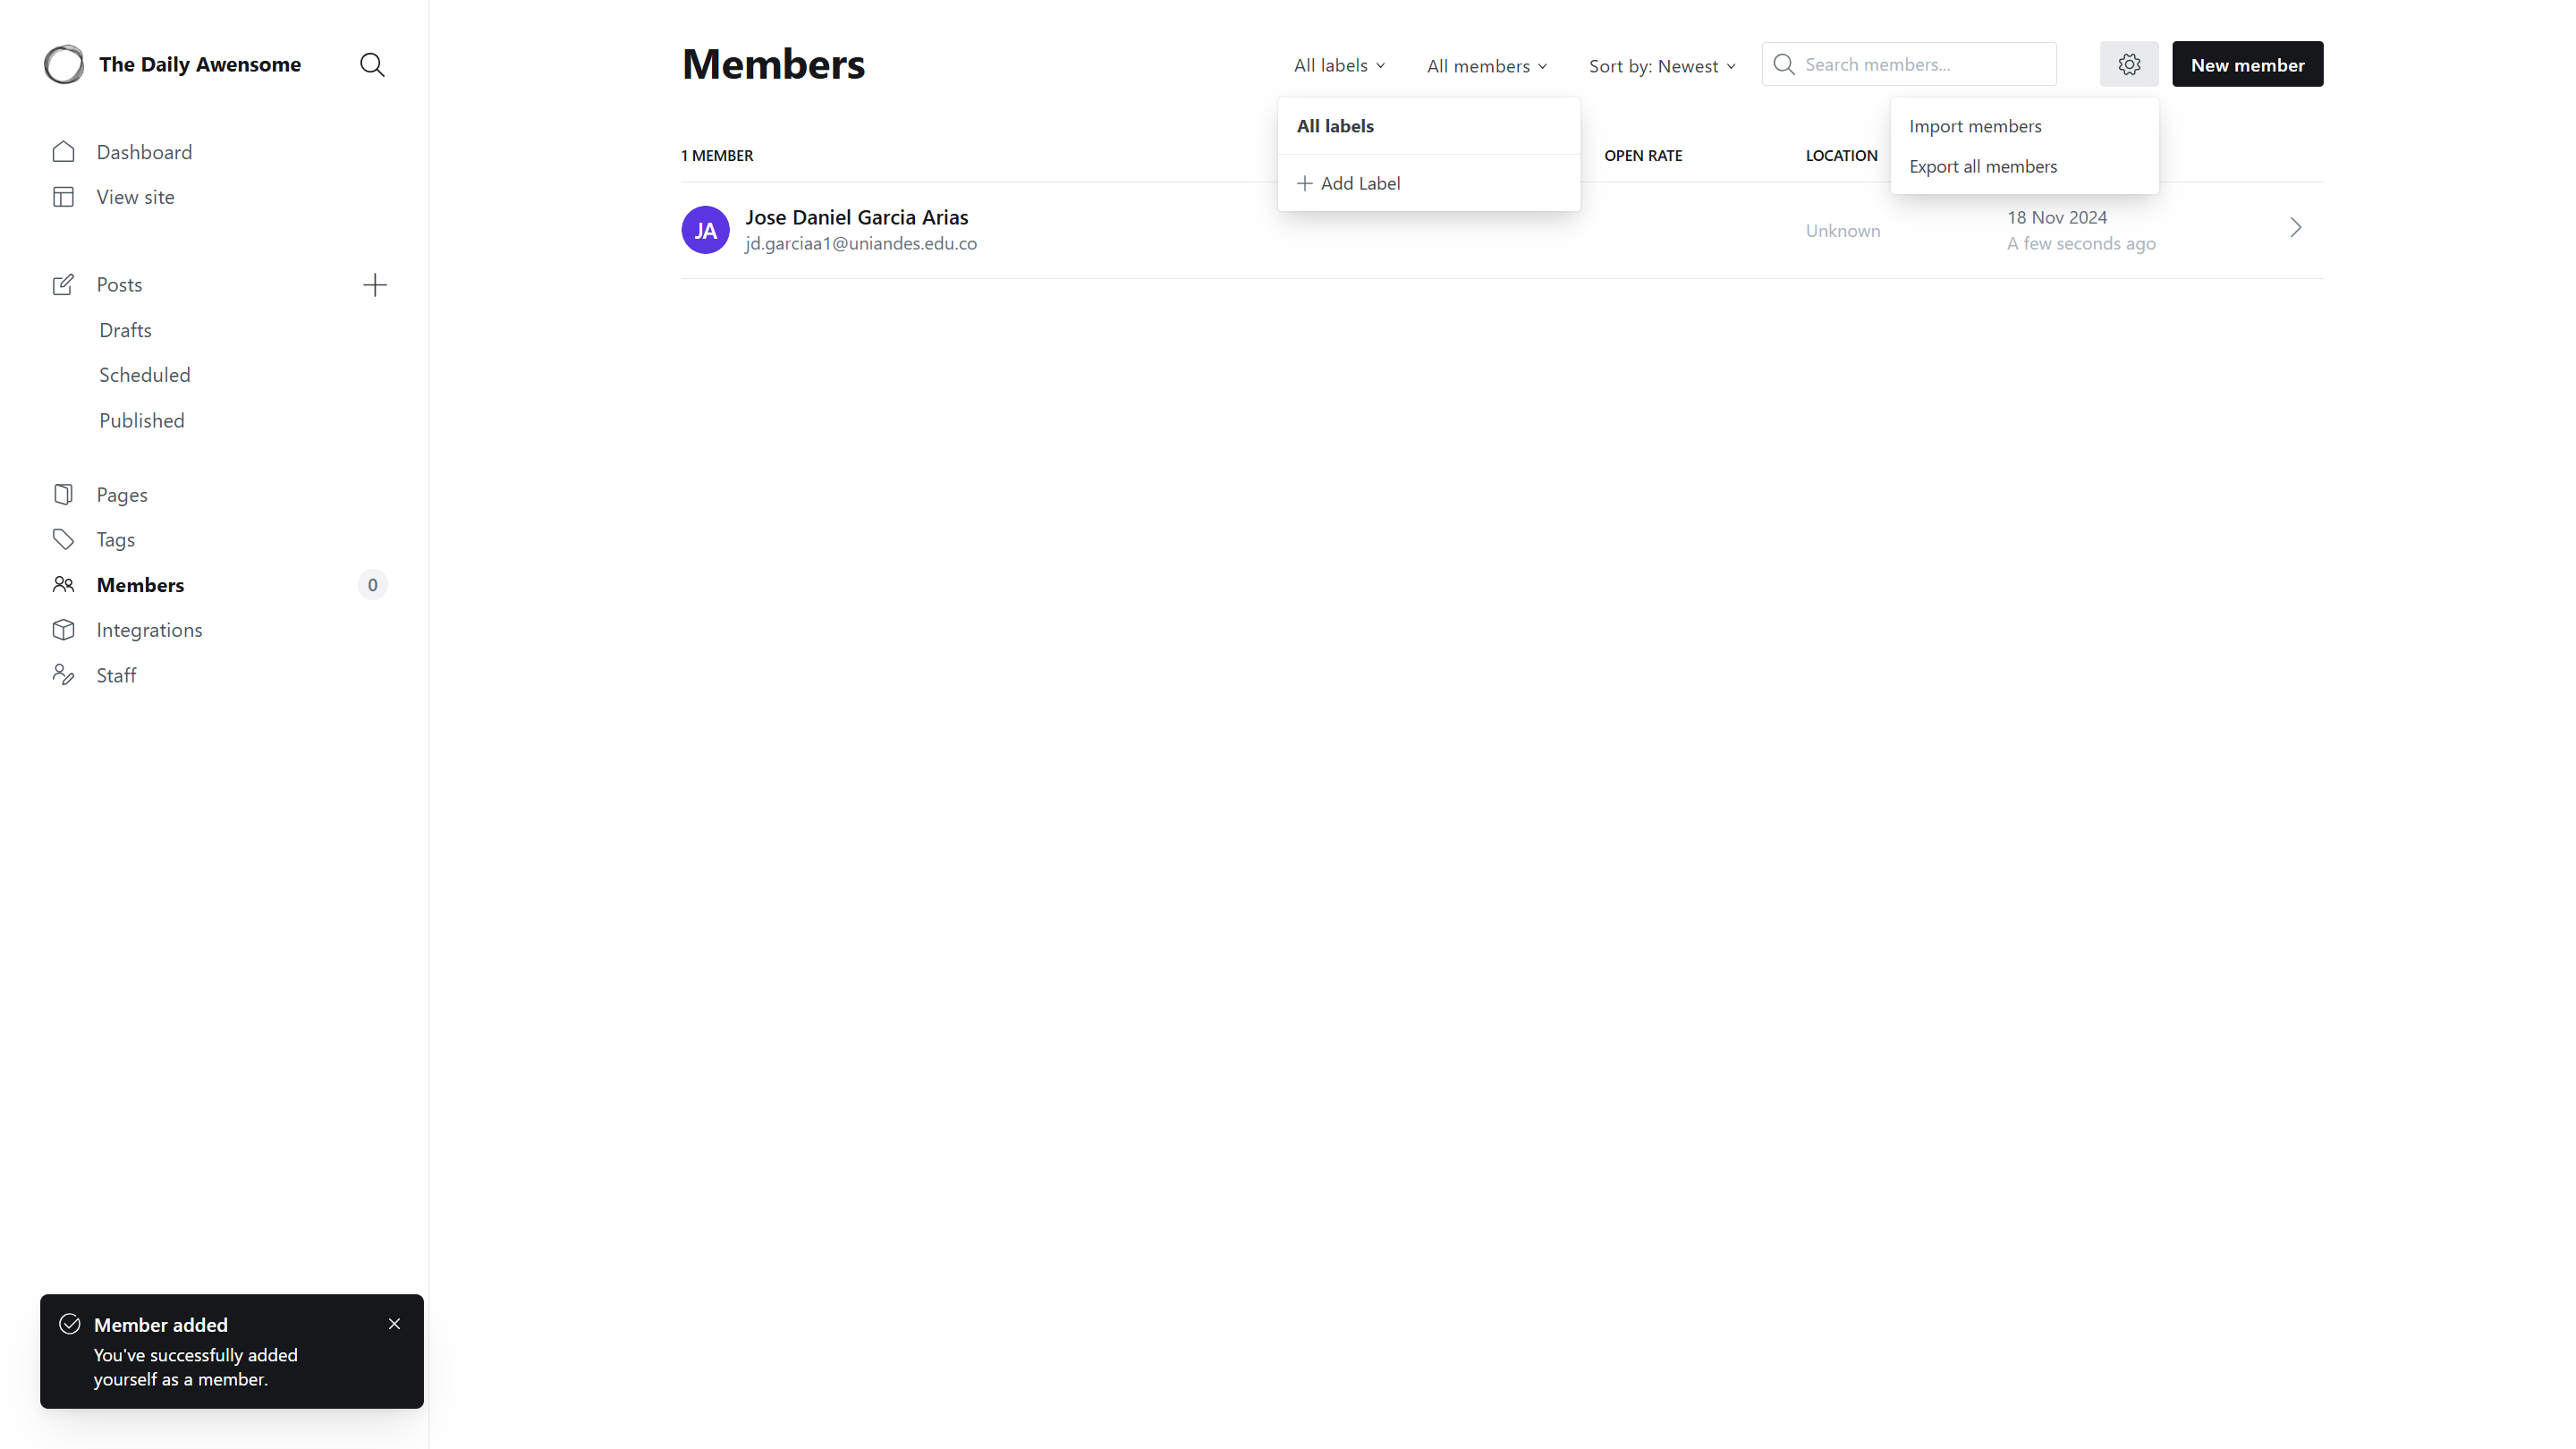 The Daily Awensome
Dashboard
View site
Posts
Drafts
Scheduled
Published
Pages
Tags
Members
0
Integrations
Staff
Member added
You've successfully added
yourself as a member.
Members
All labels
All members
Sort by: Newest
Search members...
New member
All labels
Add Label
Import members
Export all members
1 MEMBER
OPEN RATE
LOCATION
JA
Jose Daniel Garcia Arias
jd.garciaa1@uniandes.edu.co
Unknown
18 Nov 2024
A few seconds ago